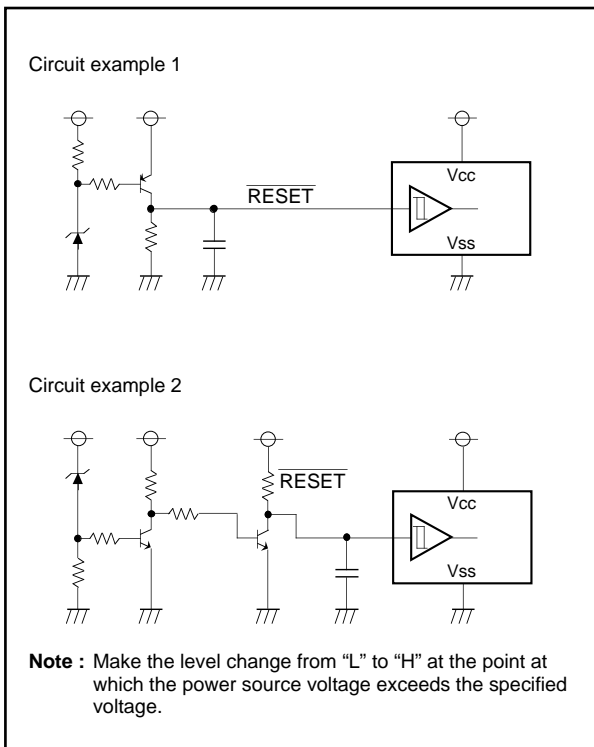 Circuit example 1
RESET
Vcc
Vss
Circuit example 2
RESET
Vcc
Vss
Note : Make the level change from “L” to “H” at the point at
which the power source voltage exceeds the specified
voltage.